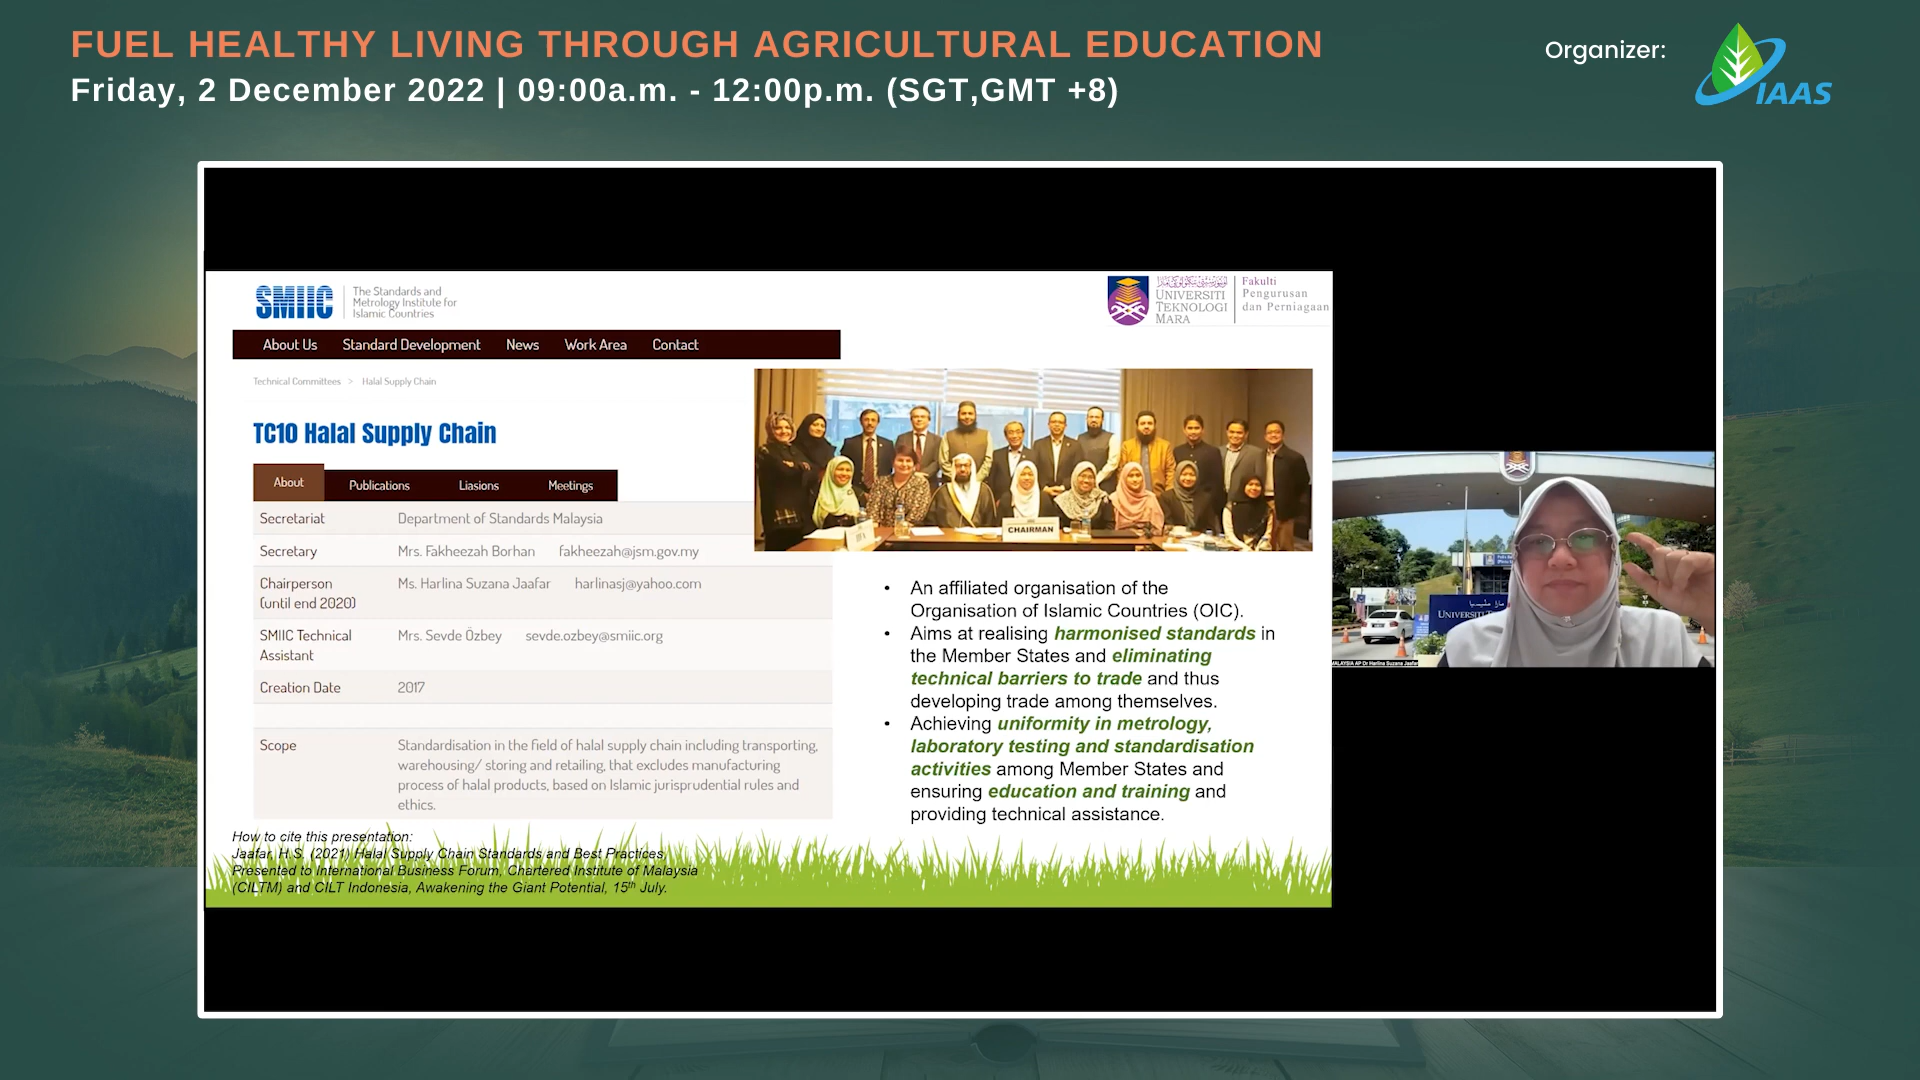 FUEL HEALTHY LIVING THROUGH AGRICULTURAL EDUCATION
Friday, 2 December 2022 | 09:00a.m. - 12:00p.m. (SGT,GMT +8)
Organizer:
IAAS
SMIIC
The Standards and
Metrology Institute for
Islamic Countries
UNIVERSITI
TEKNOLOGI
MARA
Fakulti
Pengurusan
dan Perniagaan
About Us Standard Development News Work Area Contact
Technical Committees > Halal Supply Chain
TC10 Halal Supply Chain
About Publications Liasions Meetings
Secretariat Department of Standards Malaysia
Secretary Mrs. Fakheezah Borhan fakheezah@jsm.gov.my
Chairperson
(until end 2020) Ms. Harlina Suzana Jaafar harlinasj@yahoo.com
SMIIC Technical
Assistant Mrs. Sevde Özbey sevde.ozbey@smiic.org
Creation Date 2017
Scope Standardisation in the field of halal supply chain including transporting,
warehousing/ storing and retailing, that excludes manufacturing
process of halal products, based on Islamic jurisprudential rules and
ethics.
CHAIRMAN
• An affiliated organisation of the
Organisation of Islamic Countries (OIC).
• Aims at realising harmonised standards in
the Member States and eliminating
technical barriers to trade and thus
developing trade among themselves.
• Achieving uniformity in metrology,
laboratory testing and standardisation
activities among Member States and
ensuring education and training and
providing technical assistance.
How to cite this presentation:
Jaafar, H.S. (2021) Halal Supply Chain Standards and Best Practices,
Presented to International Business Forum, Chartered Institute of Malaysia
(CILTM) and CILT Indonesia, Awakening the Giant Potential, 15th July.
MALAYSIA AP Dr Harlina Suzana Jaafar